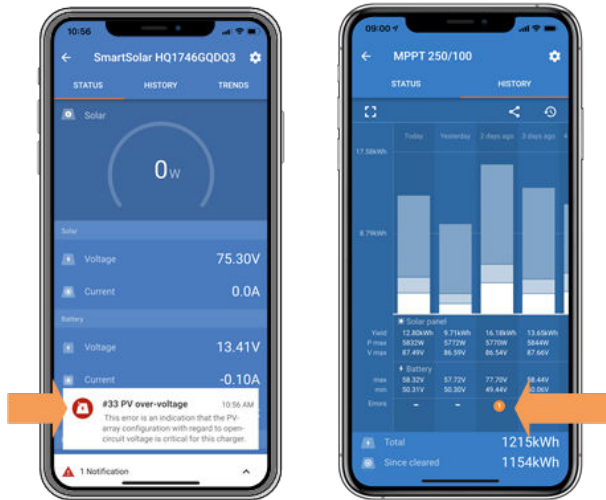 10:56
SmartSolar HQ1746GQDQ3
STATUS HISTORY TRENDS
Solar
0W
Solar
Voltage 75.30V
Current 0.0A
Battery
Voltage 13.41V
Current -0.10A
#33 PV over-voltage 10:56 AM
This error is an indication that the PV-
array configuration with regard to open-
circuit voltage is critical for this charger.
1 Notification
09:00
MPPT 250/100
STATUS HISTORY
Today Yesterday 2 days ago 3 days ago 4
17.58kWh
8.79kWh
Solar panel
Yield 12.80kWh 9.71kWh 16.18kWh 13.65kWh
P max 5832W 5772W 5770W 5844W
V max 87.49V 86.59V 86.54V 87.66V
Battery
max 58.32V 57.72V 77.70V 58.44V
min 50.31V 50.30V 49.44V 50.06V
Errors – –
Total 1215kWh
Since cleared 1154kWh